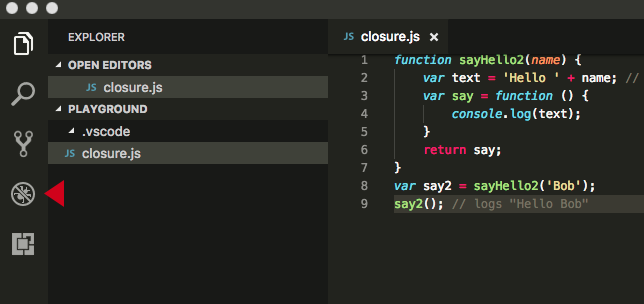 EXPLORER
OPEN EDITORS
JS closure.js
PLAYGROUND
.vscode
JS closure.js
JS closure.js ×
1 function sayHello2(name) {
2 var text = 'Hello ' + name; //
3 var say = function () {
4 console.log(text);
5 }
6 return say;
7 }
8 var say2 = sayHello2('Bob');
9 say2(); // logs "Hello Bob"